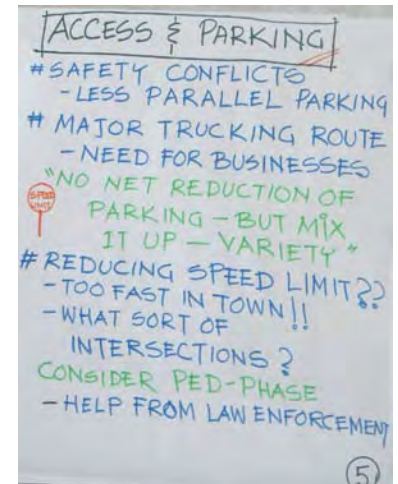 ACCESS & PARKING
# SAFETY CONFLICTS
- LESS PARALLEL PARKING
# MAJOR TRUCKING ROUTE
- NEED FOR BUSINESSES
"NO NET REDUCTION OF
PARKING - BUT MIX
IT UP - VARIETY"
SPEED
LIMIT
# REDUCING SPEED LIMIT??
- TOO FAST IN TOWN!!
- WHAT SORT OF
INTERSECTIONS?
CONSIDER PED-PHASE
- HELP FROM LAW ENFORCEMENT
5